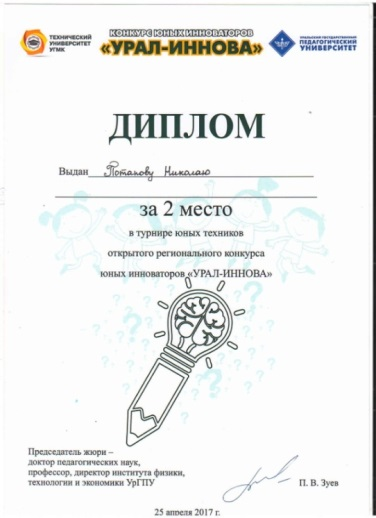 ТЕХНИЧЕСКИЙ
УНИВЕРСИТЕТ
УГМК
КОНКУРС ЮНЫХ ИННОВАТОРОВ
«УРАЛ-ИННОВА»
УРАЛЬСКИЙ ГОСУДАРСТВЕННЫЙ
ПЕДАГОГИЧЕСКИЙ
УНИВЕРСИТЕТ
ДИПЛОМ
Выдан Потапову Николаю
за 2 место
в турнире юных техников
открытого регионального конкурса
юных инноваторов «УРАЛ-ИННОВА»
Председатель жюри –
доктор педагогических наук,
профессор, директор института физики,
технологии и экономики УрГПУ
П. В. Зуев
25 апреля 2017 г.